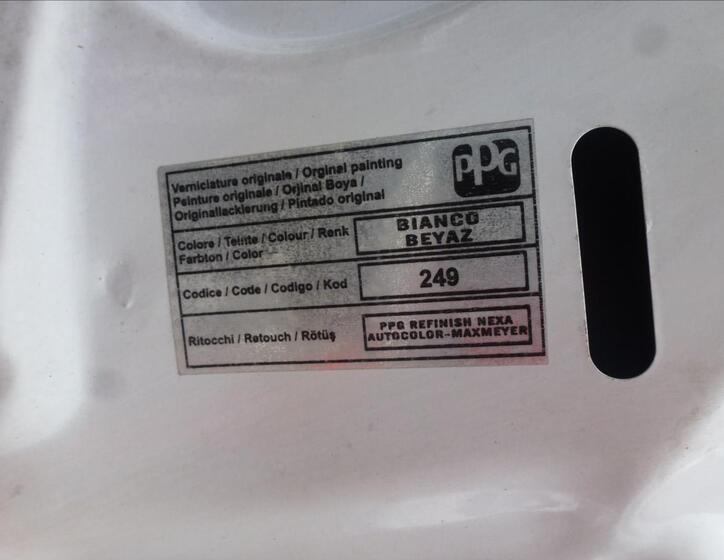 Verniciature originale / Orginal painting
Peinture originale / Orjinal Boya /
Originallackierung / Pintado original
PPG
Colore / Teinte / Colour / Renk
Farbton / Color
BIANCO
BEYAZ
Codice / Code / Codigo / Kod
249
Ritocchi / Retouch / Rötüş
PPG REFINISH NEXA
AUTOCOLOR-MAXMEYER